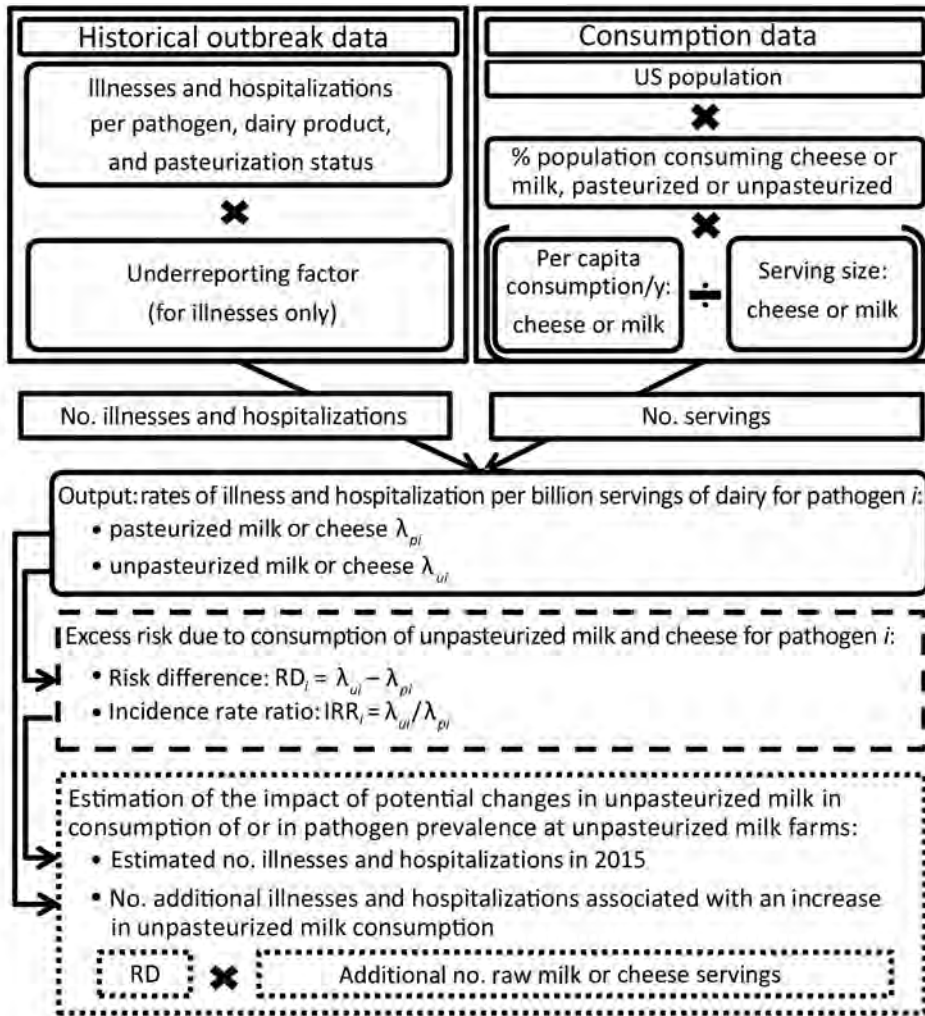 Historical outbreak data
Illnesses and hospitalizations
per pathogen, dairy product,
and pasteurization status
×
Underreporting factor
(for illnesses only)
Consumption data
US population
×
% population consuming cheese or
milk, pasteurized or unpasteurized
×
Per capita
consumption/y:
cheese or milk
÷
Serving size:
cheese or milk
No. illnesses and hospitalizations
No. servings
Output: rates of illness and hospitalization per billion servings of dairy for pathogen i:
• pasteurized milk or cheese λpi
• unpasteurized milk or cheese λui
Excess risk due to consumption of unpasteurized milk and cheese for pathogen i:
• Risk difference: RDi = λui – λpi
• Incidence rate ratio: IRRi = λui/λpi
Estimation of the impact of potential changes in unpasteurized milk in
consumption of or in pathogen prevalence at unpasteurized milk farms:
• Estimated no. illnesses and hospitalizations in 2015
• No. additional illnesses and hospitalizations associated with an increase
in unpasteurized milk consumption
RD × Additional no. raw milk or cheese servings